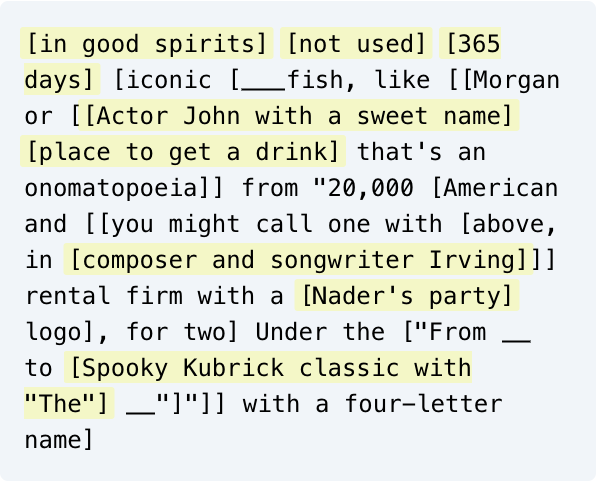 [in good spirits] [not used] [365
days] [iconic [___fish, like [[Morgan
or [[Actor John with a sweet name]
[place to get a drink] that's an
onomatopoeia]] from "20,000 [American
and [[you might call one with [above,
in [composer and songwriter Irving]]]
rental firm with a [Nader's party]
logo], for two] Under the ["From __
to [Spooky Kubrick classic with
"The"] __"]"]] with a four–letter
name]